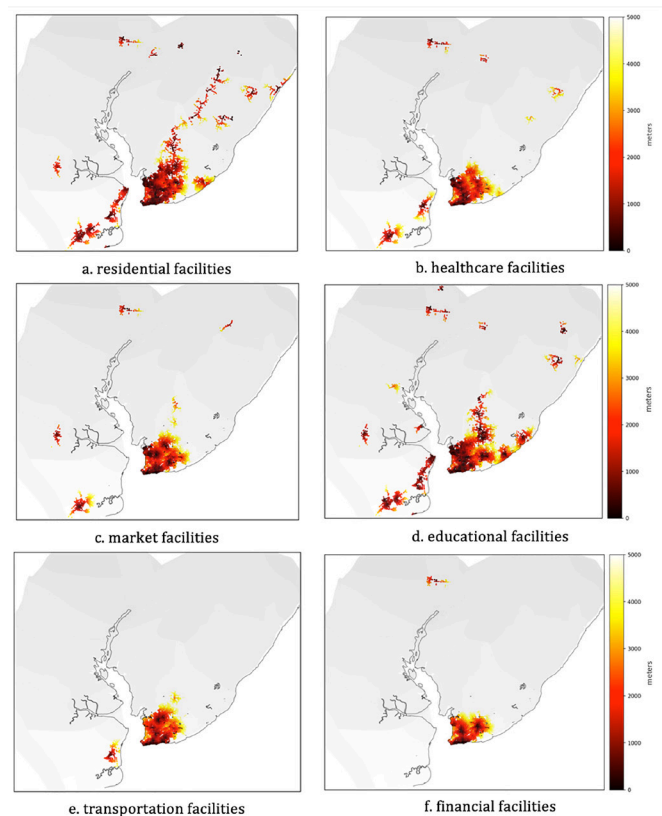 5000
4000
3000
2000
1000
0
meters
a. residential facilities
b. healthcare facilities
5000
4000
3000
2000
1000
0
meters
c. market facilities
d. educational facilities
5000
4000
3000
2000
1000
0
meters
e. transportation facilities
f. financial facilities